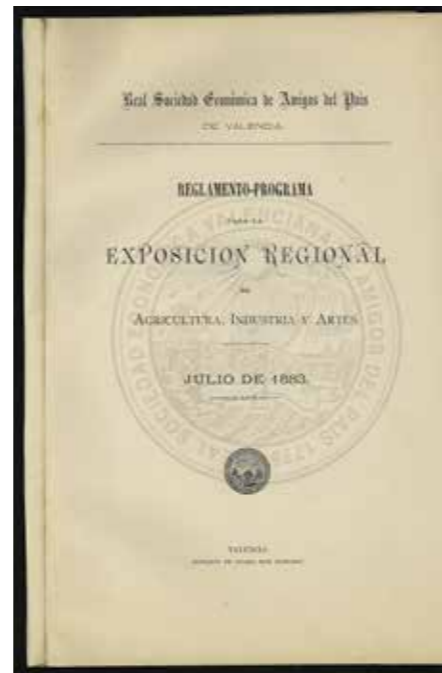 Real Sociedad Económica de Amigos del País
DE VALENCIA
REGLAMENTO-PROGRAMA
PARA LA
EXPOSICION REGIONAL
DE
AGRICULTURA, INDUSTRIA Y ARTES
JULIO DE 1883.
VALENCIA